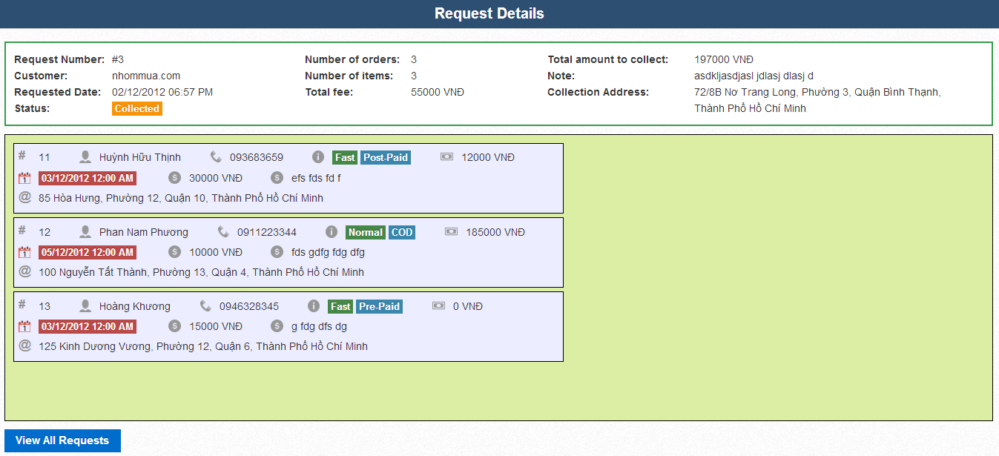 Request Details
Request Number: #3 Number of orders: 3 Total amount to collect: 197000 VNĐ
Customer: nhommua.com Number of items: 3 Note: asdkljasdjasl jdlasj dlasj d
Requested Date: 02/12/2012 06:57 PM Total fee: 55000 VNĐ Collection Address: 72/8B Nơ Trang Long, Phường 3, Quận Bình Thạnh,
Status: Collected Thành Phố Hồ Chí Minh
# 11 Huỳnh Hữu Thịnh 093683659 Fast Post-Paid 12000 VNĐ
1 03/12/2012 12:00 AM $ 30000 VNĐ $ efs fds fd f
@ 85 Hòa Hưng, Phường 12, Quận 10, Thành Phố Hồ Chí Minh
# 12 Phan Nam Phương 0911223344 Normal COD 185000 VNĐ
1 05/12/2012 12:00 AM $ 10000 VNĐ $ fds gdfg fdg dfg
@ 100 Nguyễn Tất Thành, Phường 13, Quận 4, Thành Phố Hồ Chí Minh
# 13 Hoàng Khương 0946328345 Fast Pre-Paid 0 VNĐ
1 03/12/2012 12:00 AM $ 15000 VNĐ $ g fdg dfs dg
@ 125 Kinh Dương Vương, Phường 12, Quận 6, Thành Phố Hồ Chí Minh
View All Requests